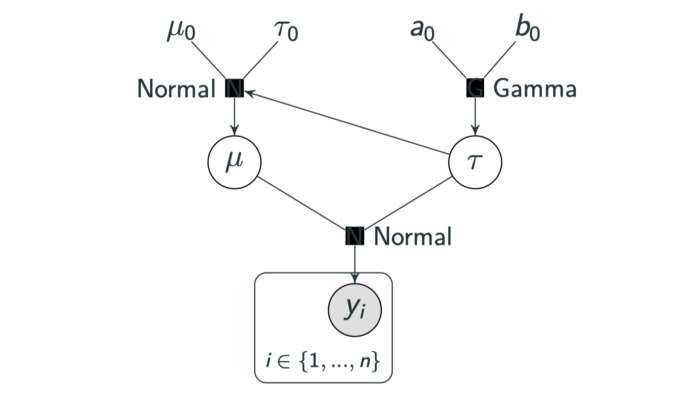 μ₀ τ₀ a₀ b₀
Normal N G Gamma
μ τ
N Normal
yᵢ
i ∈ {1, ..., n}